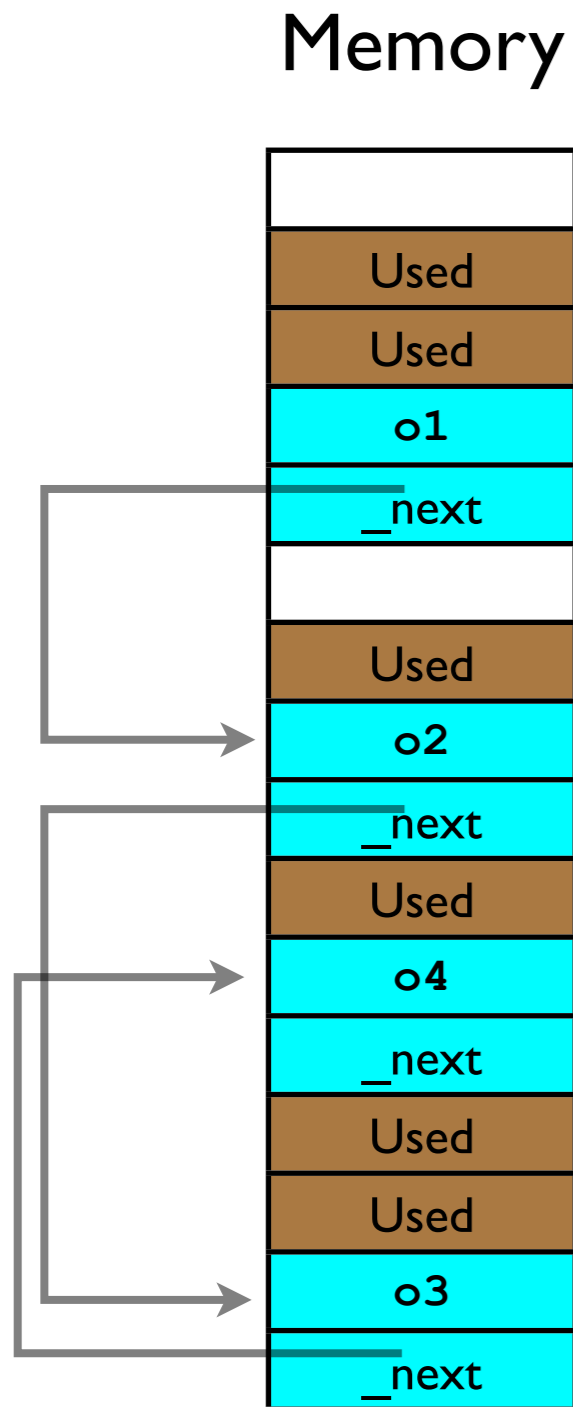 Memory
Used
Used
o1
_next
Used
o2
_next
Used
o4
_next
Used
Used
o3
_next